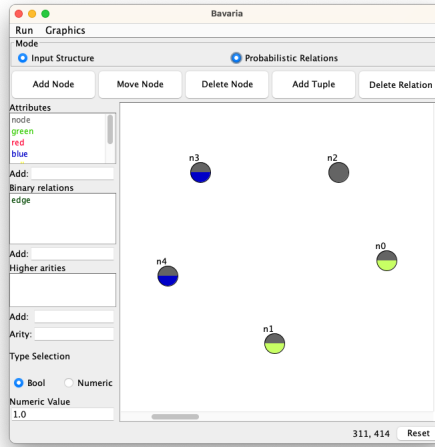 Bavaria
Run Graphics
Mode
Input Structure Probabilistic Relations
Add Node Move Node Delete Node Add Tuple Delete Relation
Attributes
node
green
red
blue
Add:
Binary relations
edge
Add:
Higher arities
Add:
Arity:
Type Selection
Bool Numeric
Numeric Value
1.0
n3
n2
n0
n4
n1
311, 414 Reset